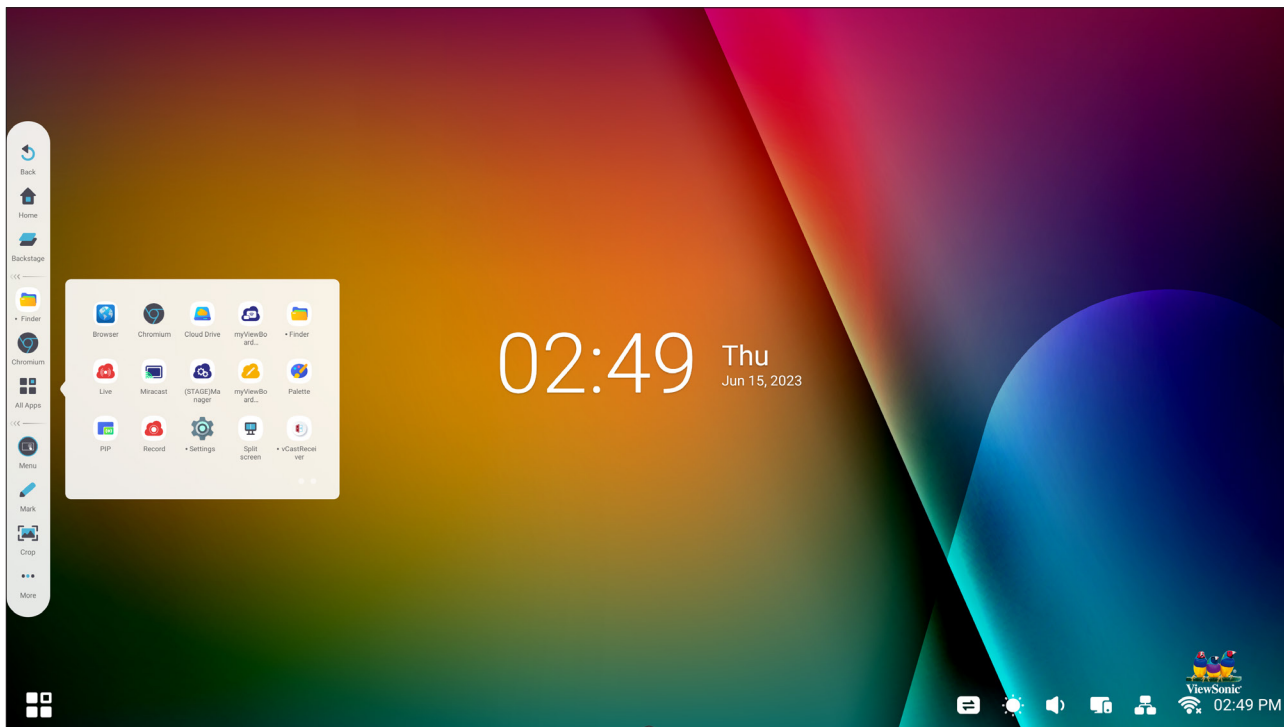 Back
Home
Backstage
• Finder
Chromium
All Apps
Menu
Mark
Crop
More
Browser
Chromium
Cloud Drive
myViewBo
ard...
• Finder
Live
Miracast
(STAGE)Ma
nager
myViewBo
ard...
Palette
PIP
Record
• Settings
Split
screen
• vCastRecei
ver
02:49
Thu
Jun 15, 2023
ViewSonic
02:49 PM